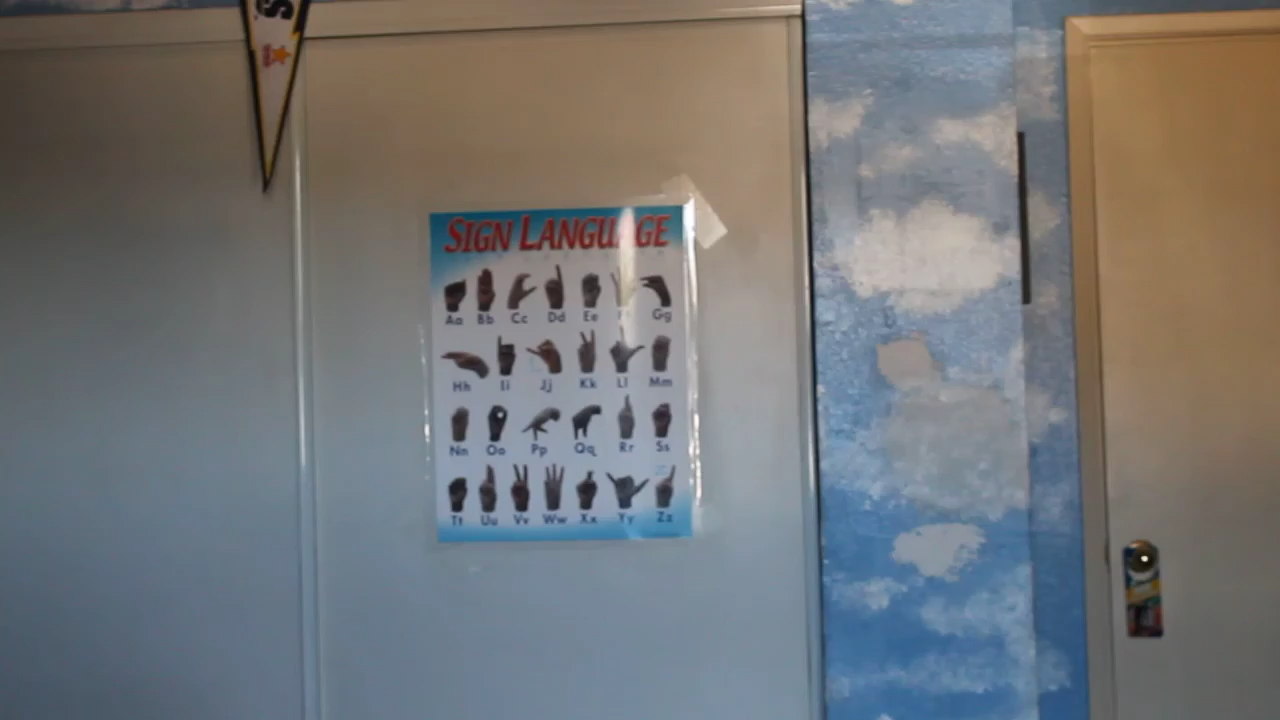 S
SIGN LANGUAGE
Aa Bb Cc Dd Ee Gg
Hh Ii Jj Kk Ll Mm
Nn Oo Pp Qq Rr Ss
Tt Uu Vv Ww Xx Yy Zz